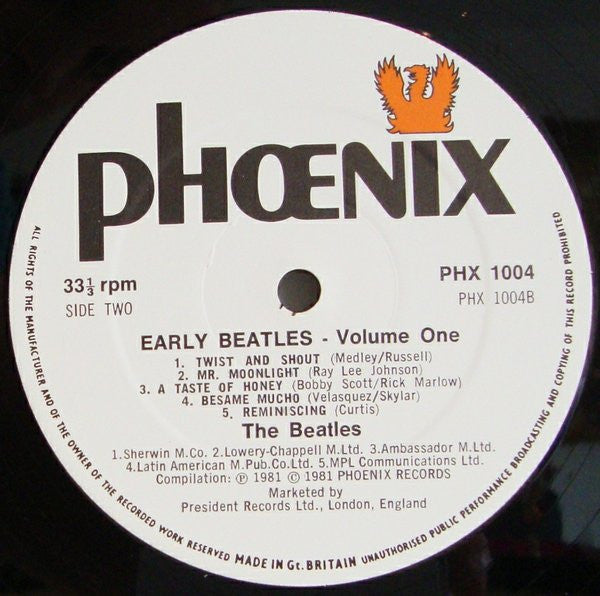 PHŒNIX
33⅓ rpm
SIDE TWO
PHX 1004
PHX 1004B
EARLY BEATLES - Volume One
1. TWIST AND SHOUT (Medley/Russell)
2. MR. MOONLIGHT (Ray Lee Johnson)
3. A TASTE OF HONEY (Bobby Scott/Rick Marlow)
4. BESAME MUCHO (Velasquez/Skylar)
5. REMINISCING (Curtis)
The Beatles
1.Sherwin M.Co. 2.Lowery-Chappell M.Ltd. 3.Ambassador M.Ltd.
4.Latin American M.Pub.Co.Ltd. 5.MPL Communications Ltd.
Compilation: ℗ 1981 © 1981 PHOENIX RECORDS
Marketed by
President Records Ltd., London, England
ALL RIGHTS OF THE MANUFACTURER AND OF THE OWNER OF THE RECORDED WORK RESERVED MADE IN Gt. BRITAIN UNAUTHORISED PUBLIC PERFORMANCE BROADCASTING AND COPYING OF THIS RECORD PROHIBITED